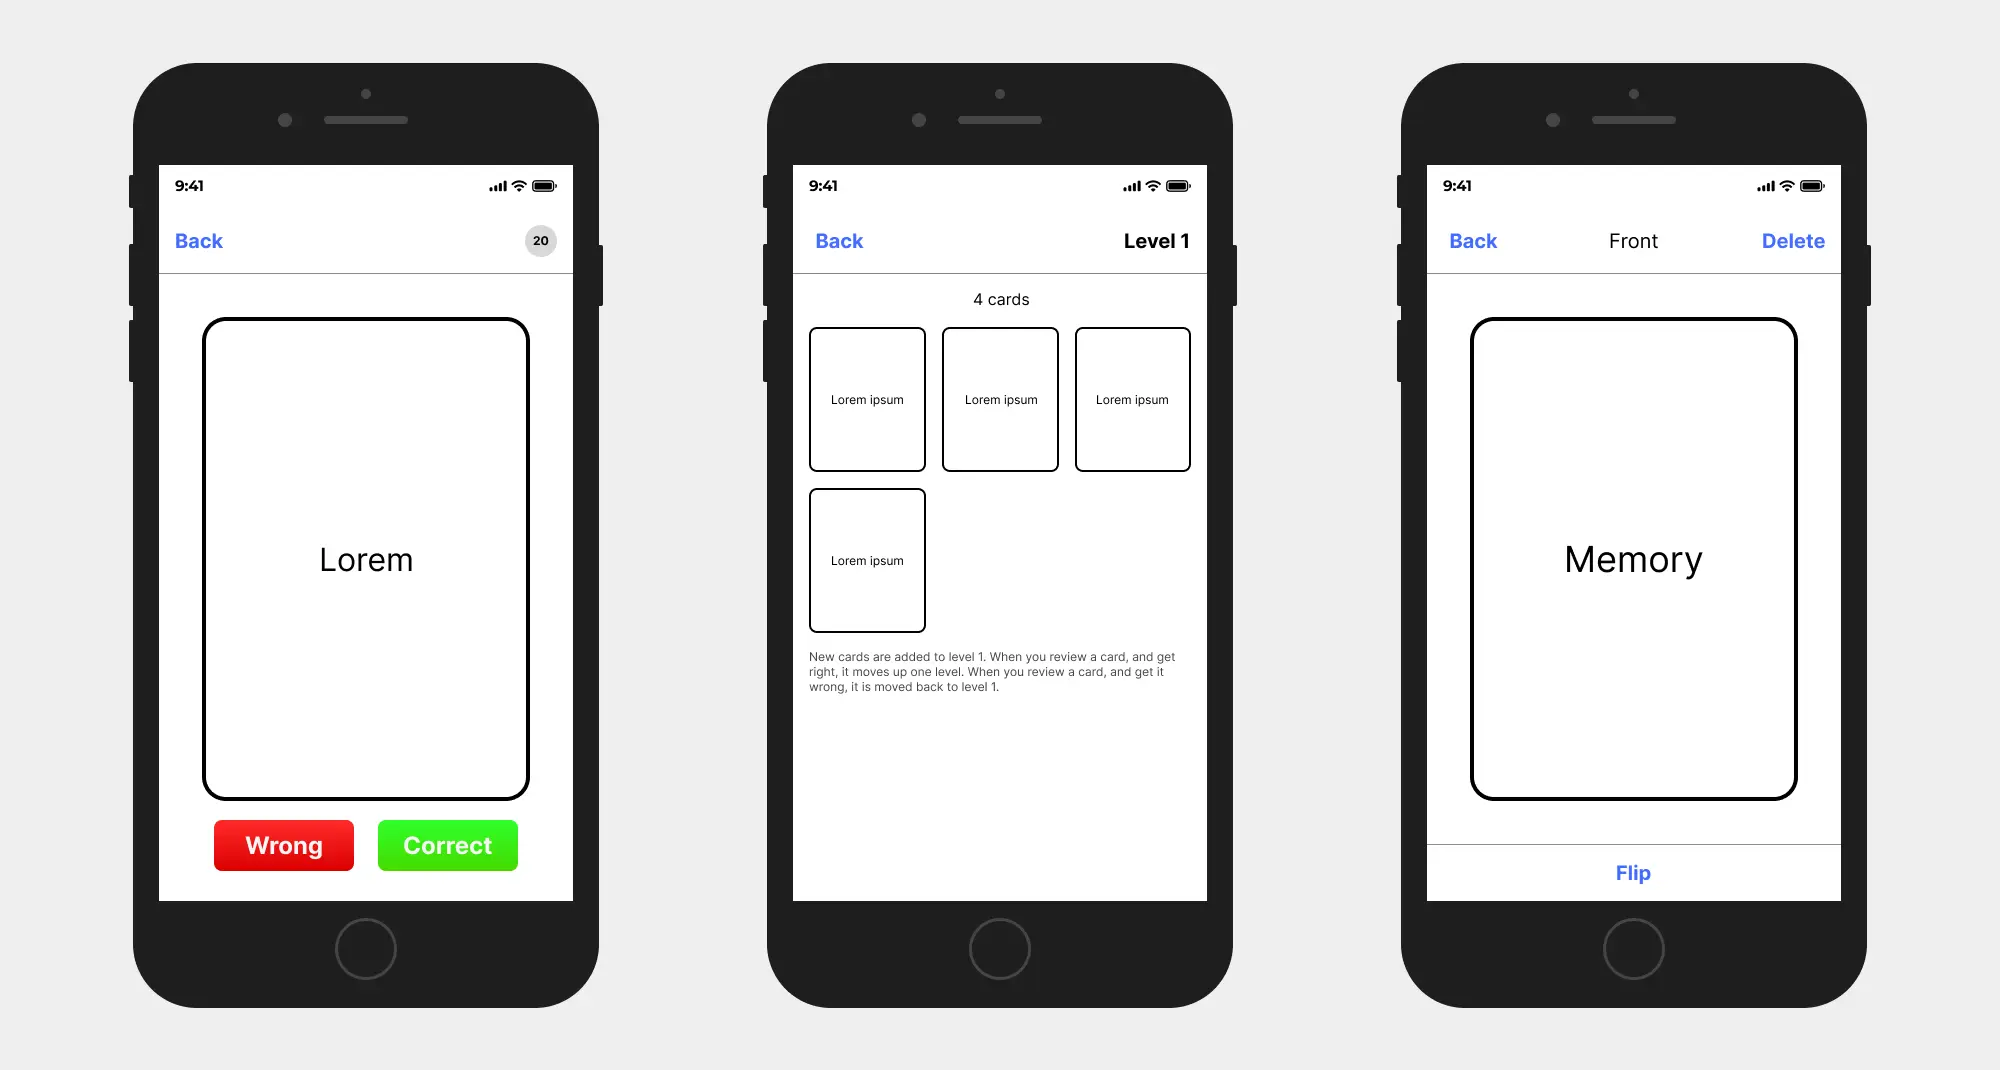 9:41
Back
20
Lorem
Wrong
Correct
9:41
Back
Level 1
4 cards
Lorem ipsum
Lorem ipsum
Lorem ipsum
Lorem ipsum
New cards are added to level 1. When you review a card, and get
right, it moves up one level. When you review a card, and get it
wrong, it is moved back to level 1.
9:41
Back
Front
Delete
Memory
Flip